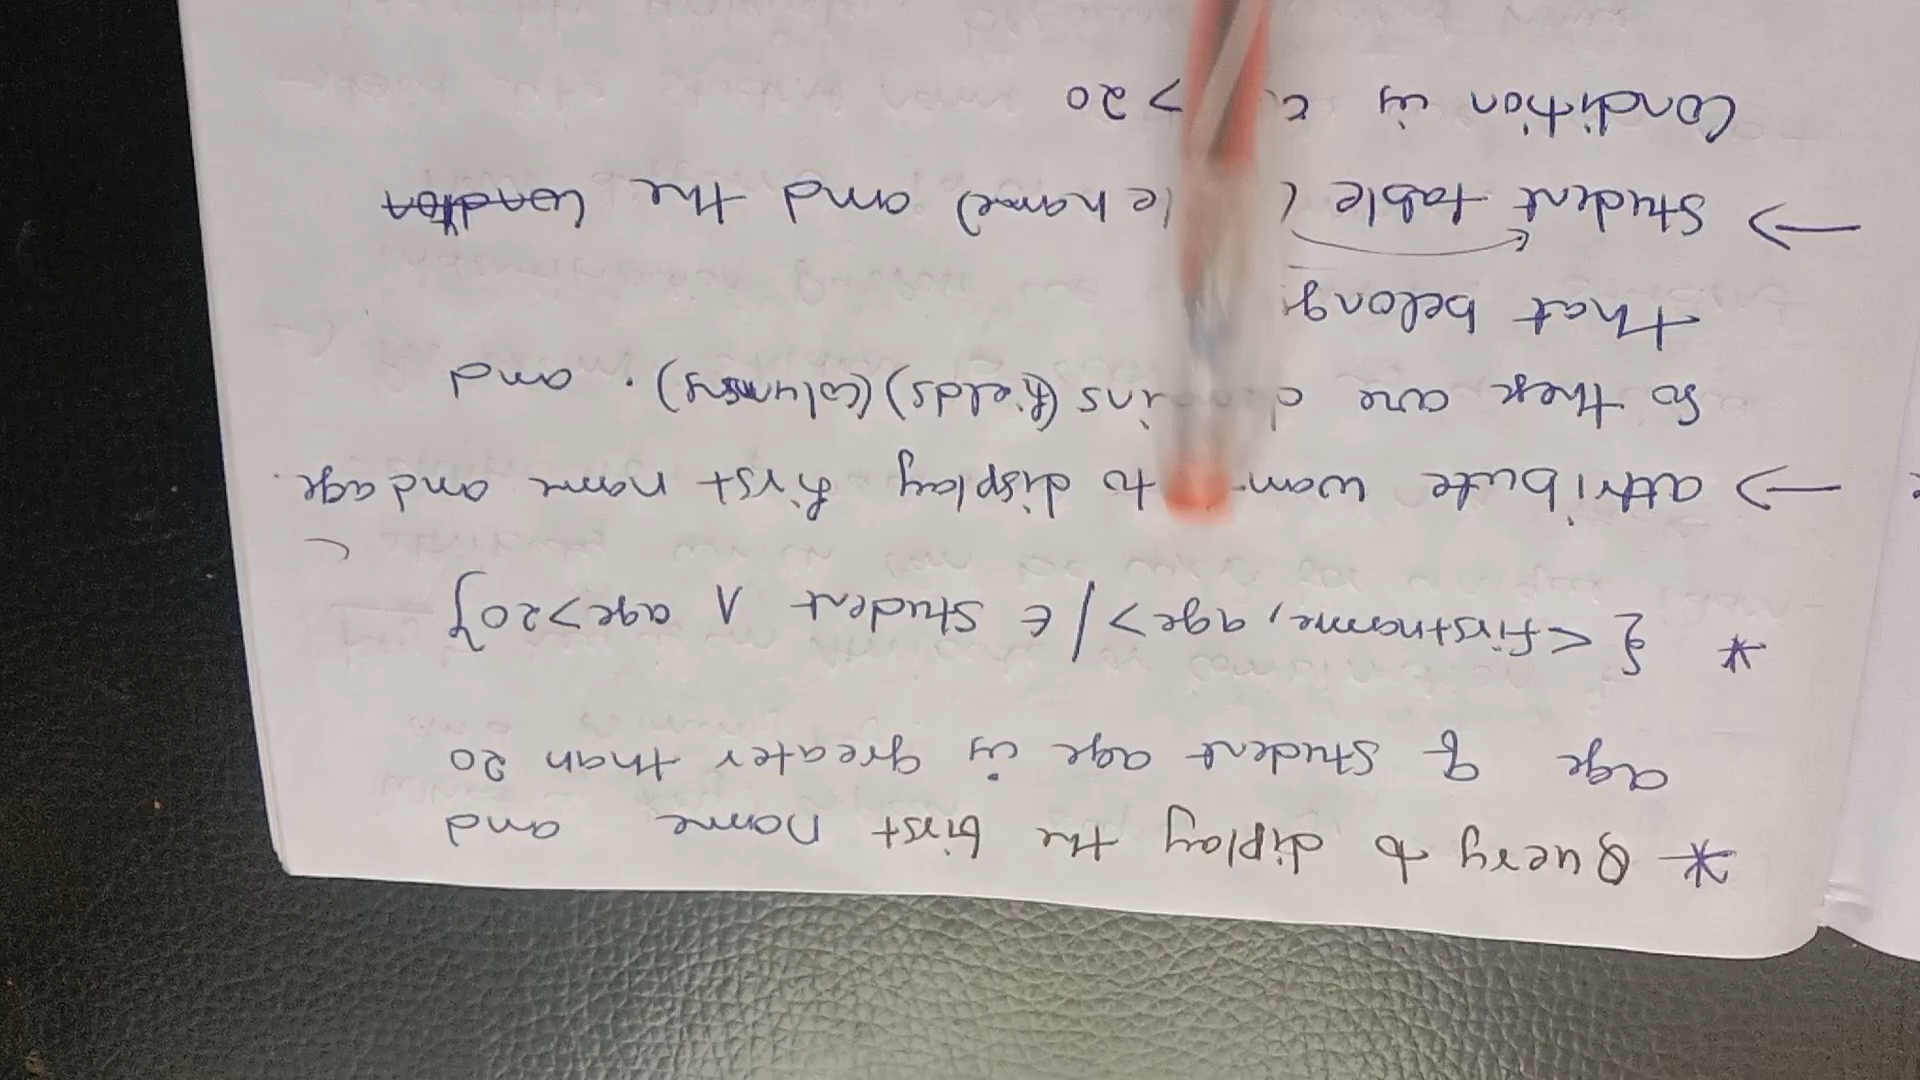 * Query to diplay the first name and
age of Student age is greater than 20
* {<firstname, age> / ∈ Student ∧ age>20}
→ attribute to display first name and age.
So these are (fields) (columns). and
that belong
→ Student table ( name) and the
Condition is >20